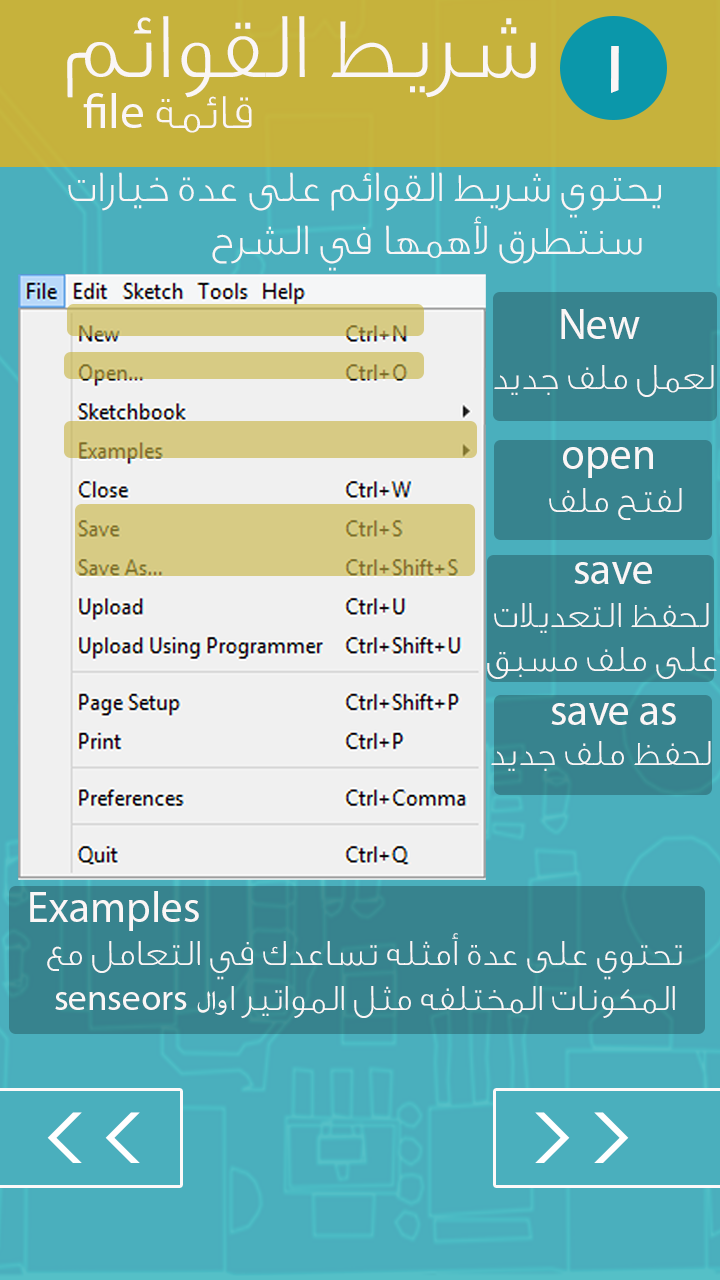 شريط القوائم
١
قائمة file
يحتوي شريط القوائم على عدة خيارات
سنتطرق لأهمها في الشرح
File Edit Sketch Tools Help
New Ctrl+N
Open... Ctrl+O
Sketchbook
Examples
Close Ctrl+W
Save Ctrl+S
Save As... Ctrl+Shift+S
Upload Ctrl+U
Upload Using Programmer Ctrl+Shift+U
Page Setup Ctrl+Shift+P
Print Ctrl+P
Preferences Ctrl+Comma
Quit Ctrl+Q
New
لعمل ملف جديد
open
لفتح ملف
save
لحفظ التعديلات
على ملف مسبق
save as
لحفظ ملف جديد
Examples
تحتوي على عدة أمثله تساعدك في التعامل مع
المكونات المختلفه مثل المواتير اوال senseors